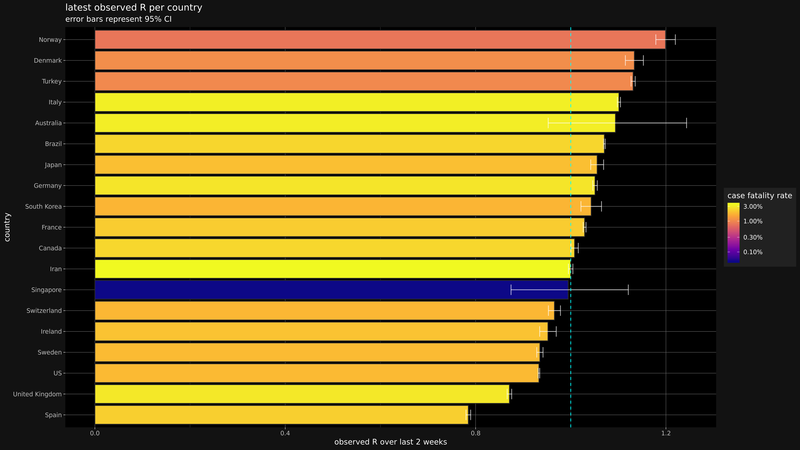 latest observed R per country
error bars represent 95% CI
country
Norway
Denmark
Turkey
Italy
Australia
Brazil
Japan
Germany
South Korea
France
Canada
Iran
Singapore
Switzerland
Ireland
Sweden
US
United Kingdom
Spain
0.0
0.4
0.8
1.2
observed R over last 2 weeks
case fatality rate
3.00%
1.00%
0.30%
0.10%